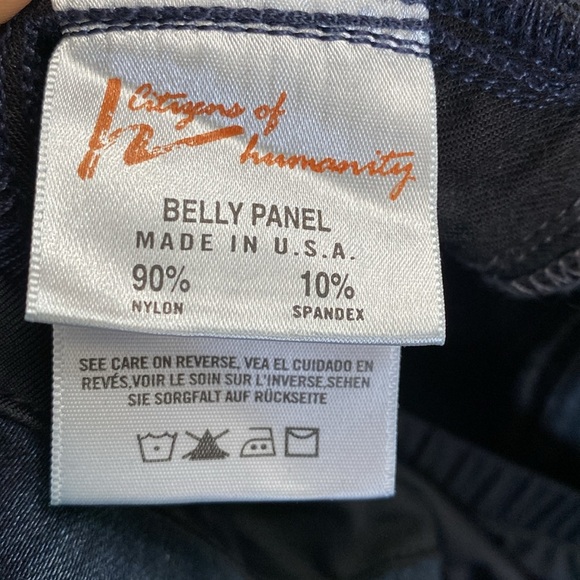 Citizens of
humanity
BELLY PANEL
MADE IN U.S.A.
90% 10%
NYLON SPANDEX
SEE CARE ON REVERSE, VEA EL CUIDADO EN
REVÉS,VOIR LE SOIN SUR L'INVERSE,SEHEN
SIE SORGFALT AUF RÜCKSEITE